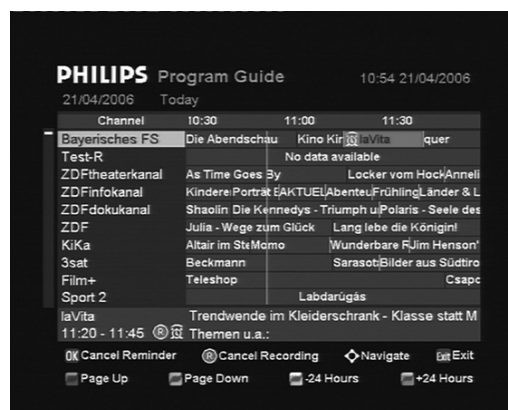 PHILIPS Program Guide 10:54 21/04/2006
21/04/2006 Today
Channel 10:30 11:00 11:30
Bayerisches FS Die Abendschau Kino Kir laVita quer
Test-R No data available
ZDFtheaterkanal As Time Goes By Locker vom Hock Anneli
ZDFinfokanal Kindere Porträt E AKTUEL Abenteu Frühling Länder & L
ZDFdokukanal Shaolin Die Kennedys - Triumph u Polaris - Seele des
ZDF Julia - Wege zum Glück Lang lebe die Königin!
KiKa Altair im Ste Momo Wunderbare F Jim Henson'
3sat Beckmann Sarasota Bilder aus Südtiro
Film+ Teleshop Csapc
Sport 2 Labdarúgás
laVita Trendwende im Kleiderschrank - Klasse statt M
11:20 - 11:45 ® Themen u.a.:
OK Cancel Reminder ® Cancel Recording Navigate Exit Exit
Page Up Page Down -24 Hours +24 Hours